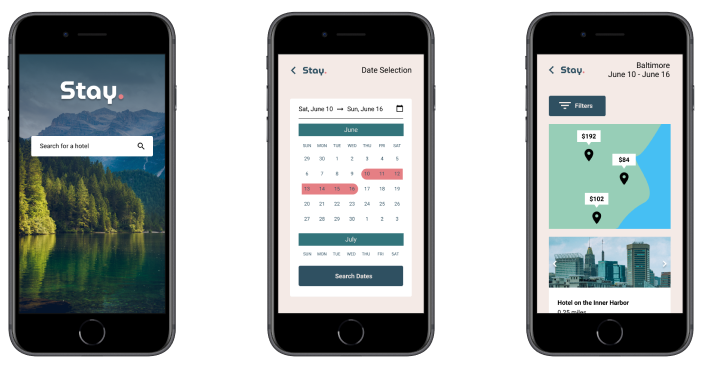 Stay.
Search for a hotel
Stay.
Date Selection
Sat, June 10 → Sun, June 16
June
SUN MON TUE WED THU FRI SAT
29 30 1 2 3 4 5
6 7 8 9 10 11 12
13 14 15 16 17 18 19
20 21 22 23 24 25 26
27 28 29 30 1 2 3
July
SUN MON TUE WED THU FRI SAT
Search Dates
Stay.
Baltimore
June 10 - June 16
Filters
$192
$84
$102
Hotel on the Inner Harbor
0.25 miles